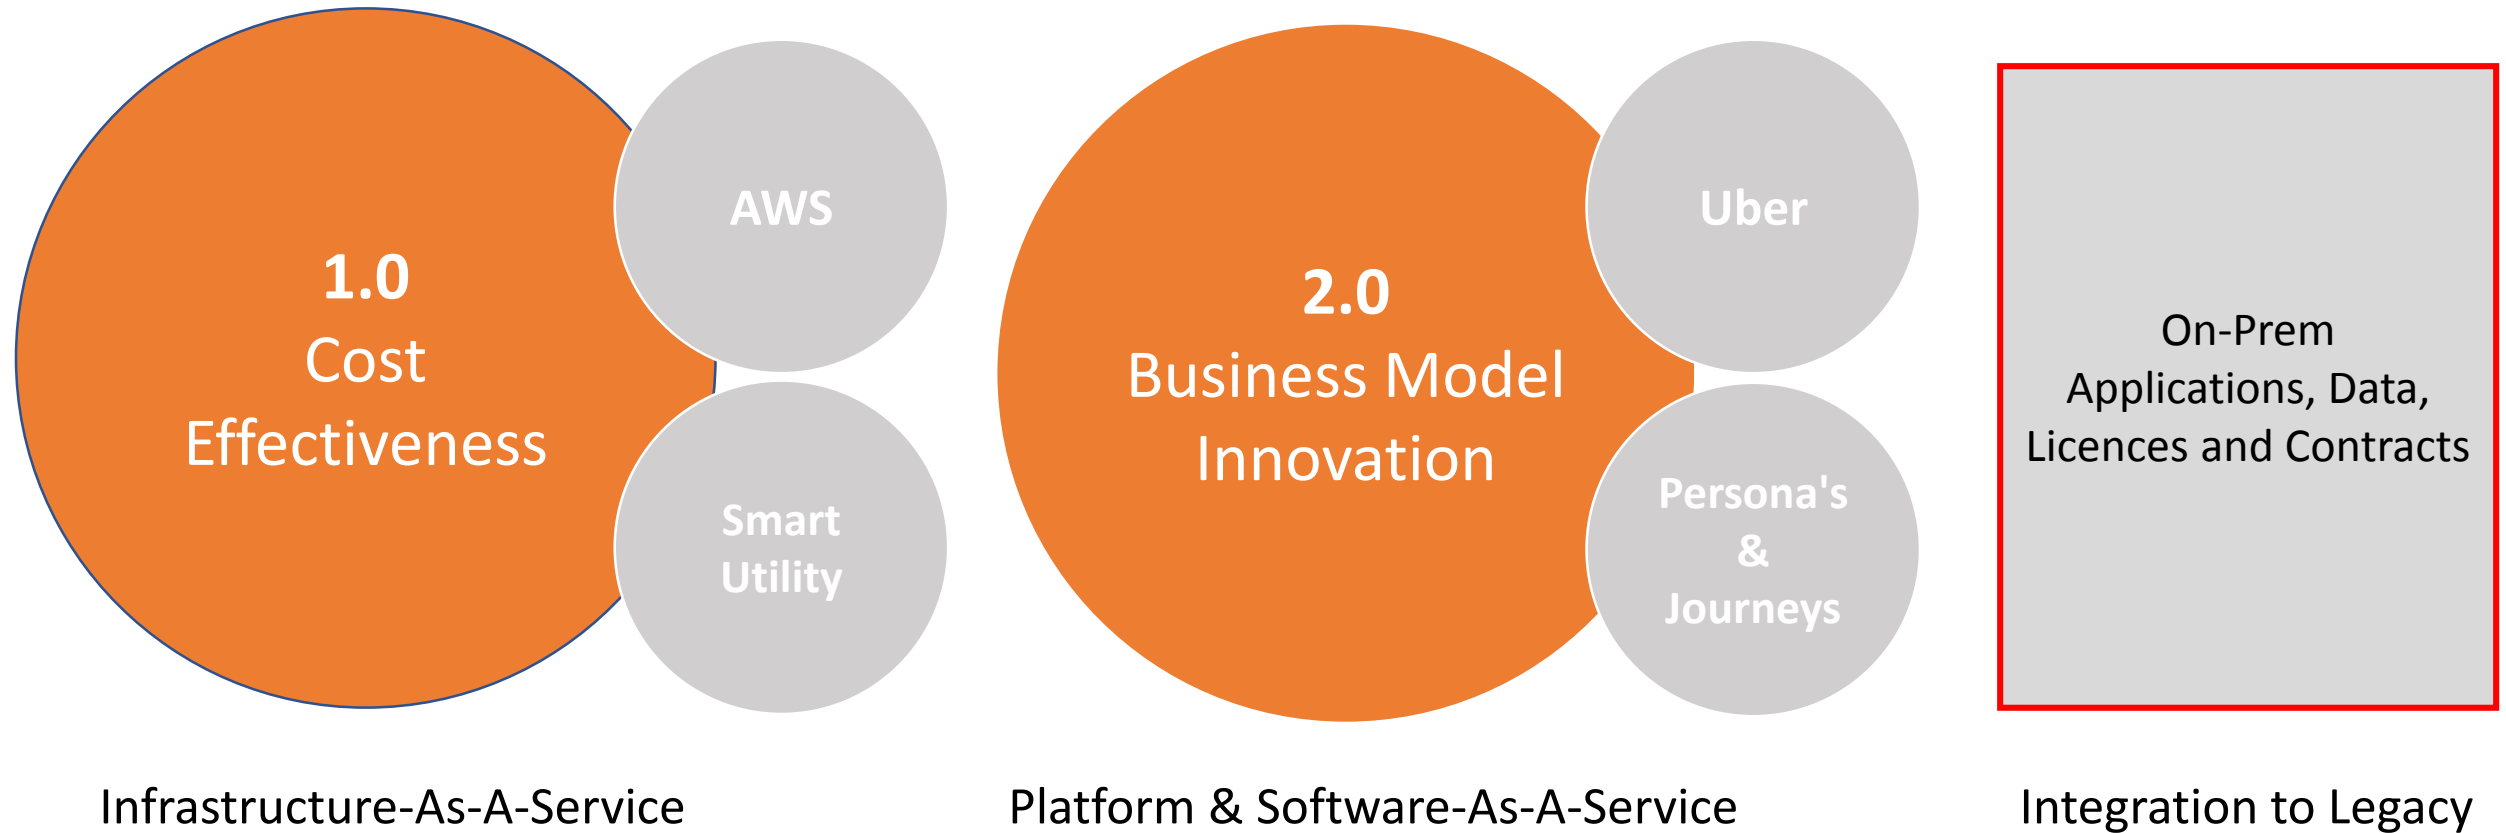 1.0
Cost
Effectiveness
AWS
Smart
Utility
Infrastructure-As-A-Service
2.0
Business Model
Innovation
Uber
Persona's
&
Journeys
Platform & Software-As-A-Service
On-Prem
Applications, Data,
Licences and Contracts
Integration to Legacy